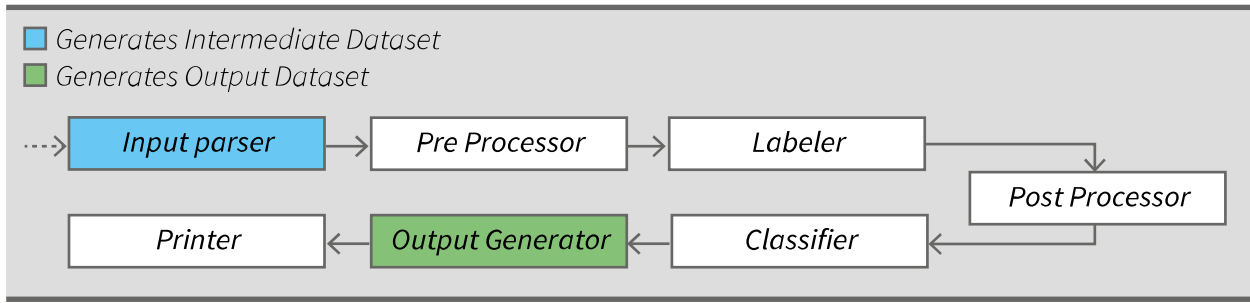 Generates Intermediate Dataset
Generates Output Dataset
Input parser
Pre Processor
Labeler
Post Processor
Classifier
Output Generator
Printer